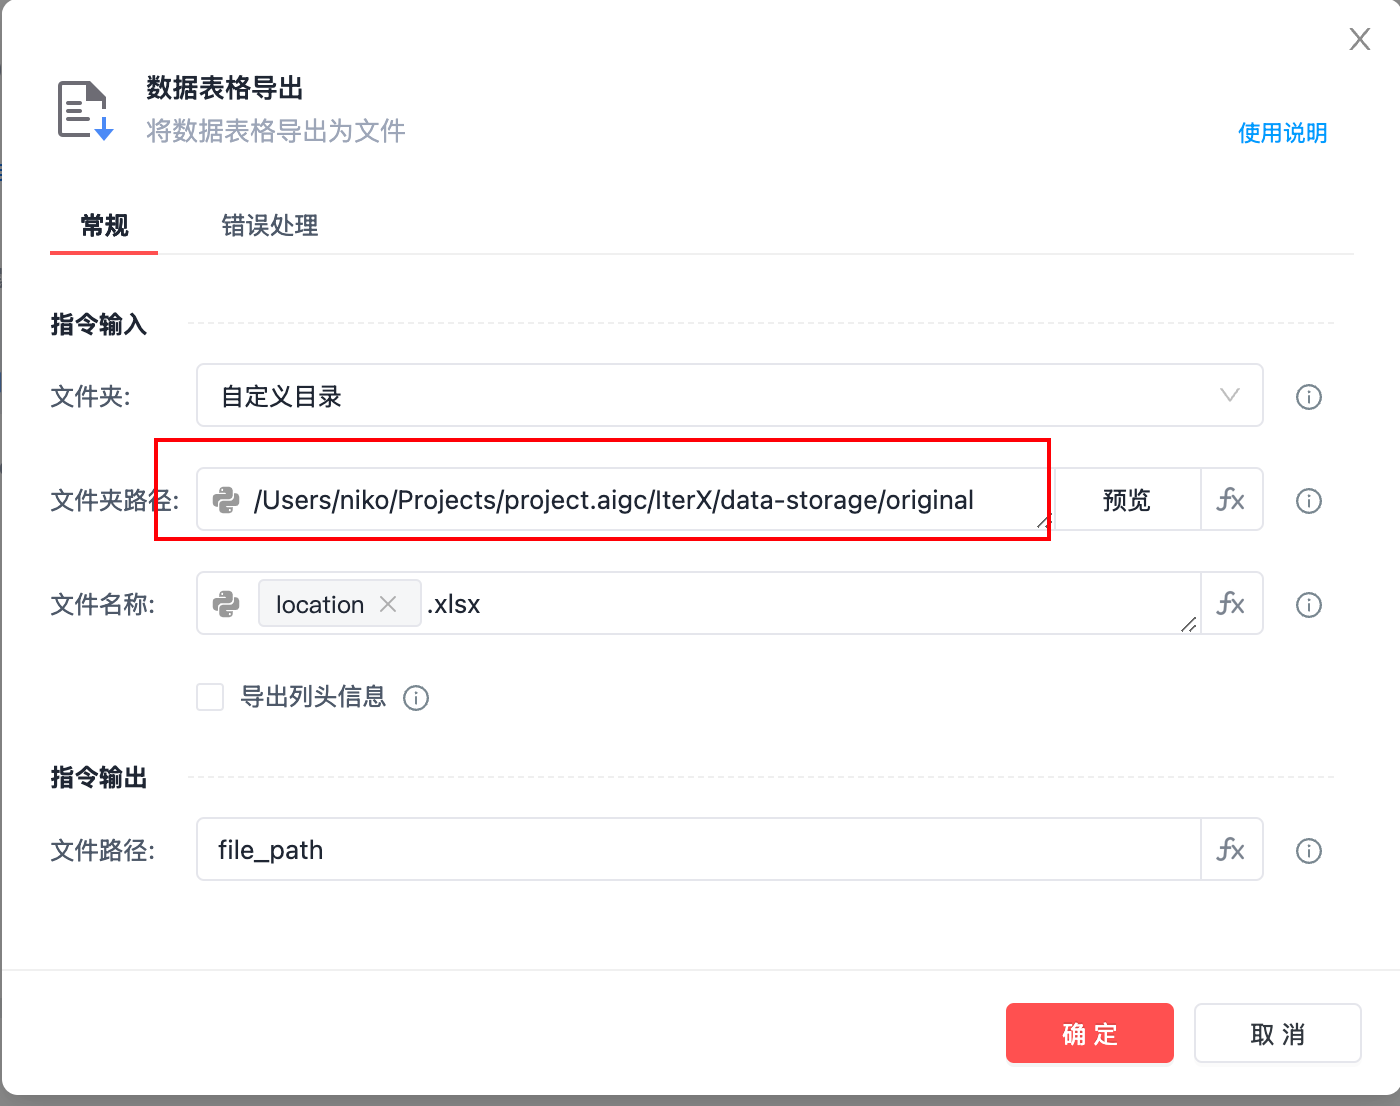 数据表格导出
将数据表格导出为文件
使用说明
常规
错误处理
指令输入
文件夹:
自定义目录
文件夹路径:
/Users/niko/Projects/project.aigc/IterX/data-storage/original
预览
fx
文件名称:
location
.xlsx
fx
导出列头信息
指令输出
文件路径:
file_path
fx
确 定
取 消